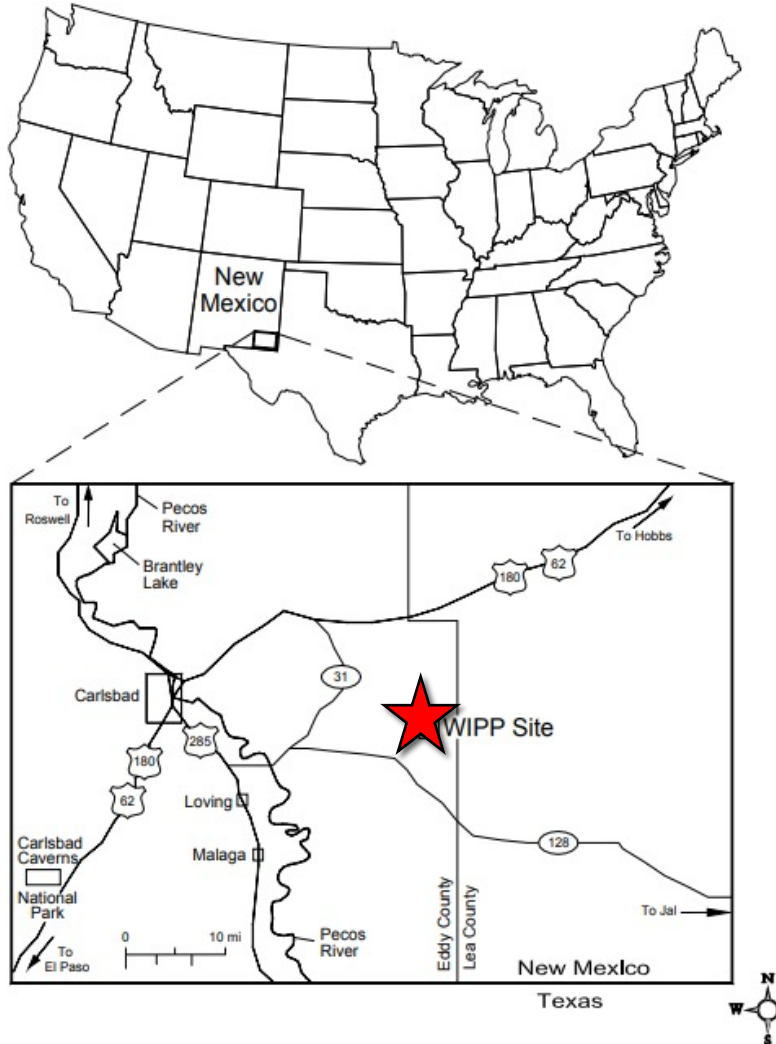 New
Mexico
To
Roswell
Pecos
River
Brantley
Lake
To Hobbs
180
62
Carlsbad
31
WIPP Site
285
180
62
Loving
Malaga
128
Carlsbad
Caverns
National
Park
To
El Paso
0
10 mi
Pecos
River
Eddy County
Lea County
To Jal
New Mexico
Texas
N
W
S